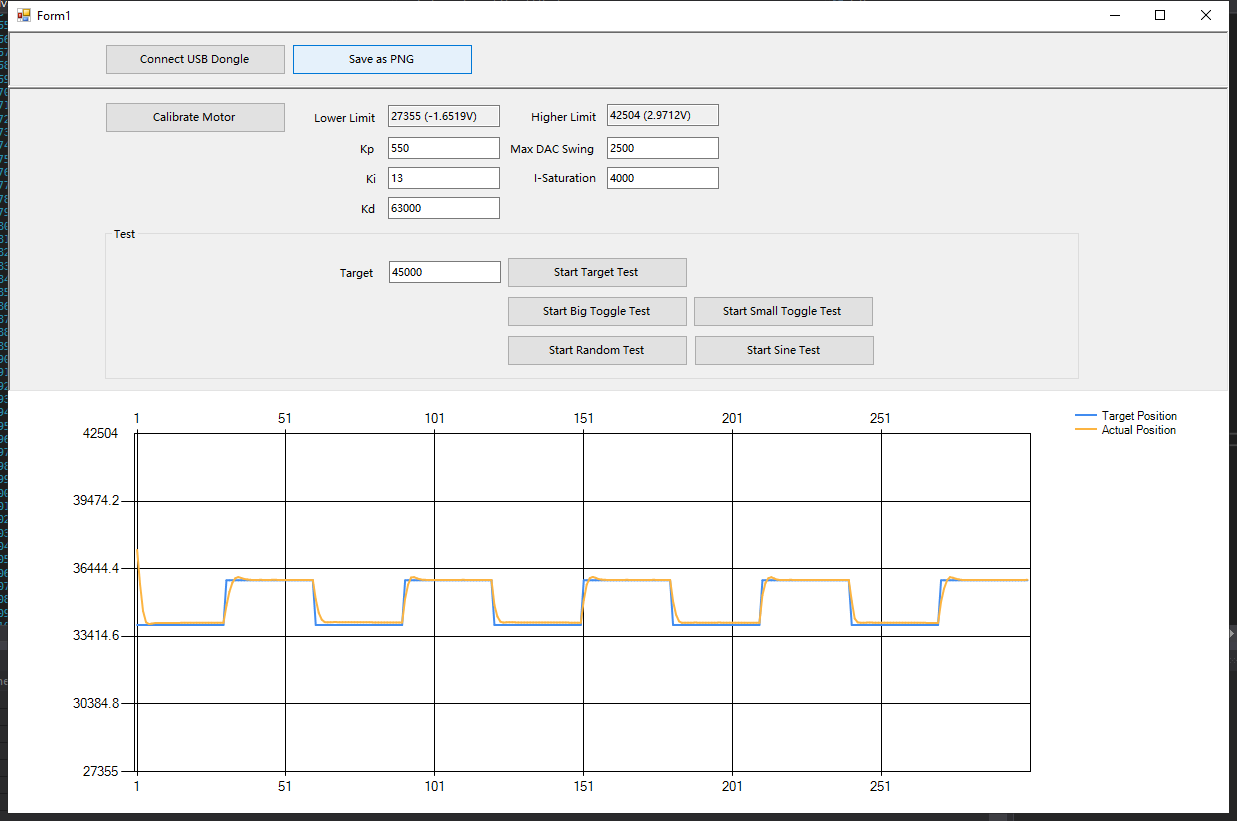 Form1
Connect USB Dongle
Save as PNG
Calibrate Motor
Lower Limit
27355 (-1.6519V)
Higher Limit
42504 (2.9712V)
Kp
550
Max DAC Swing
2500
Ki
13
I-Saturation
4000
Kd
63000
Test
Target
45000
Start Target Test
Start Big Toggle Test
Start Small Toggle Test
Start Random Test
Start Sine Test
1 51 101 151 201 251
Target Position
Actual Position
42504
39474.2
36444.4
33414.6
30384.8
27355
1 51 101 151 201 251